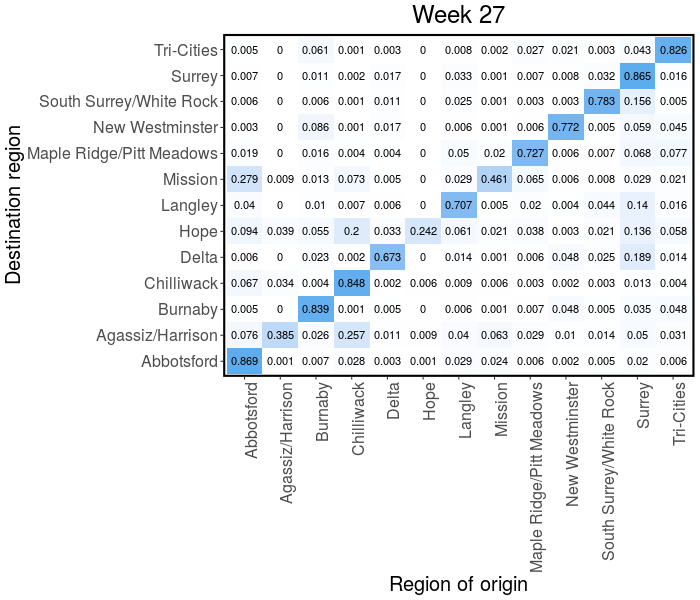 Week 27
Destination region
Tri-Cities 0.005 0 0.061 0.001 0.003 0 0.008 0.002 0.027 0.021 0.003 0.043 0.826
Surrey 0.007 0 0.011 0.002 0.017 0 0.033 0.001 0.007 0.008 0.032 0.865 0.016
South Surrey/White Rock 0.006 0 0.006 0.001 0.011 0 0.025 0.001 0.003 0.003 0.783 0.156 0.005
New Westminster 0.003 0 0.086 0.001 0.017 0 0.006 0.001 0.006 0.772 0.005 0.059 0.045
Maple Ridge/Pitt Meadows 0.019 0 0.016 0.004 0.004 0 0.05 0.02 0.727 0.006 0.007 0.068 0.077
Mission 0.279 0.009 0.013 0.073 0.005 0 0.029 0.461 0.065 0.006 0.008 0.029 0.021
Langley 0.04 0 0.01 0.007 0.006 0 0.707 0.005 0.02 0.004 0.044 0.14 0.016
Hope 0.094 0.039 0.055 0.2 0.033 0.242 0.061 0.021 0.038 0.003 0.021 0.136 0.058
Delta 0.006 0 0.023 0.002 0.673 0 0.014 0.001 0.006 0.048 0.025 0.189 0.014
Chilliwack 0.067 0.034 0.004 0.848 0.002 0.006 0.009 0.006 0.003 0.002 0.003 0.013 0.004
Burnaby 0.005 0 0.839 0.001 0.005 0 0.006 0.001 0.007 0.048 0.005 0.035 0.048
Agassiz/Harrison 0.076 0.385 0.026 0.257 0.011 0.009 0.04 0.063 0.029 0.01 0.014 0.05 0.031
Abbotsford 0.869 0.001 0.007 0.028 0.003 0.001 0.029 0.024 0.006 0.002 0.005 0.02 0.006
Abbotsford
Agassiz/Harrison
Burnaby
Chilliwack
Delta
Hope
Langley
Mission
Maple Ridge/Pitt Meadows
New Westminster
South Surrey/White Rock
Surrey
Tri-Cities
Region of origin